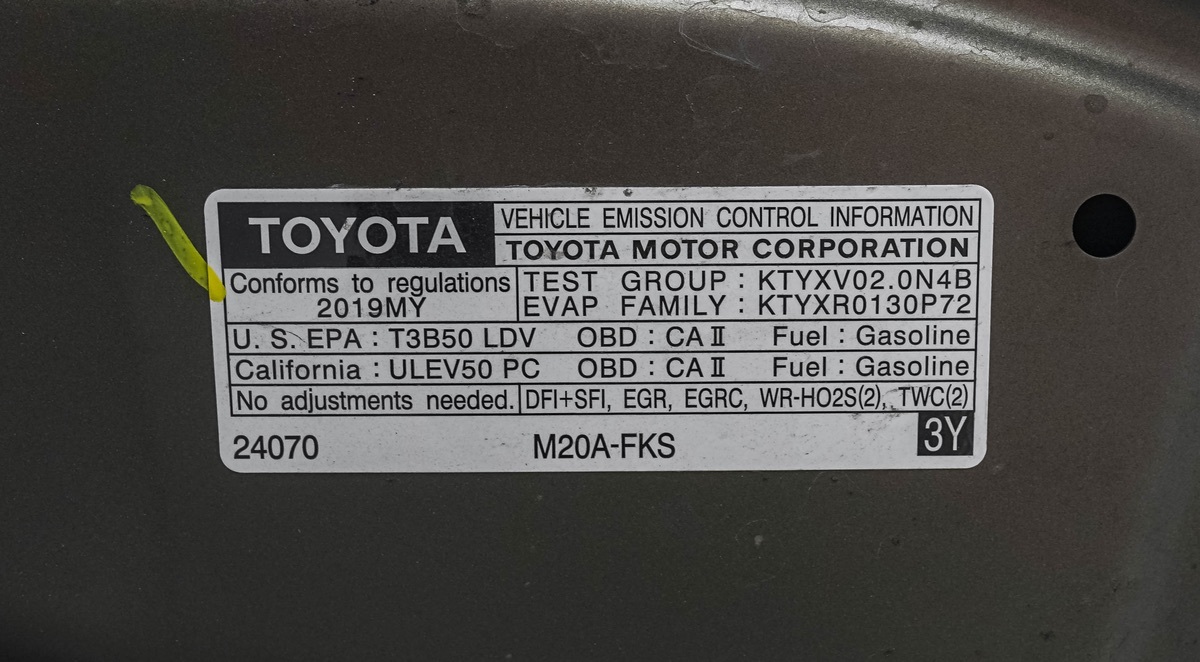 TOYOTA
VEHICLE EMISSION CONTROL INFORMATION
TOYOTA MOTOR CORPORATION
Conforms to regulations
2019MY
TEST GROUP : KTYXV02.0N4B
EVAP FAMILY : KTYXR0130P72
U. S. EPA : T3B50 LDV OBD : CA Ⅱ Fuel : Gasoline
California : ULEV50 PC OBD : CA Ⅱ Fuel : Gasoline
No adjustments needed. DFI+SFI, EGR, EGRC, WR-HO2S(2), TWC(2)
24070 M20A-FKS 3Y